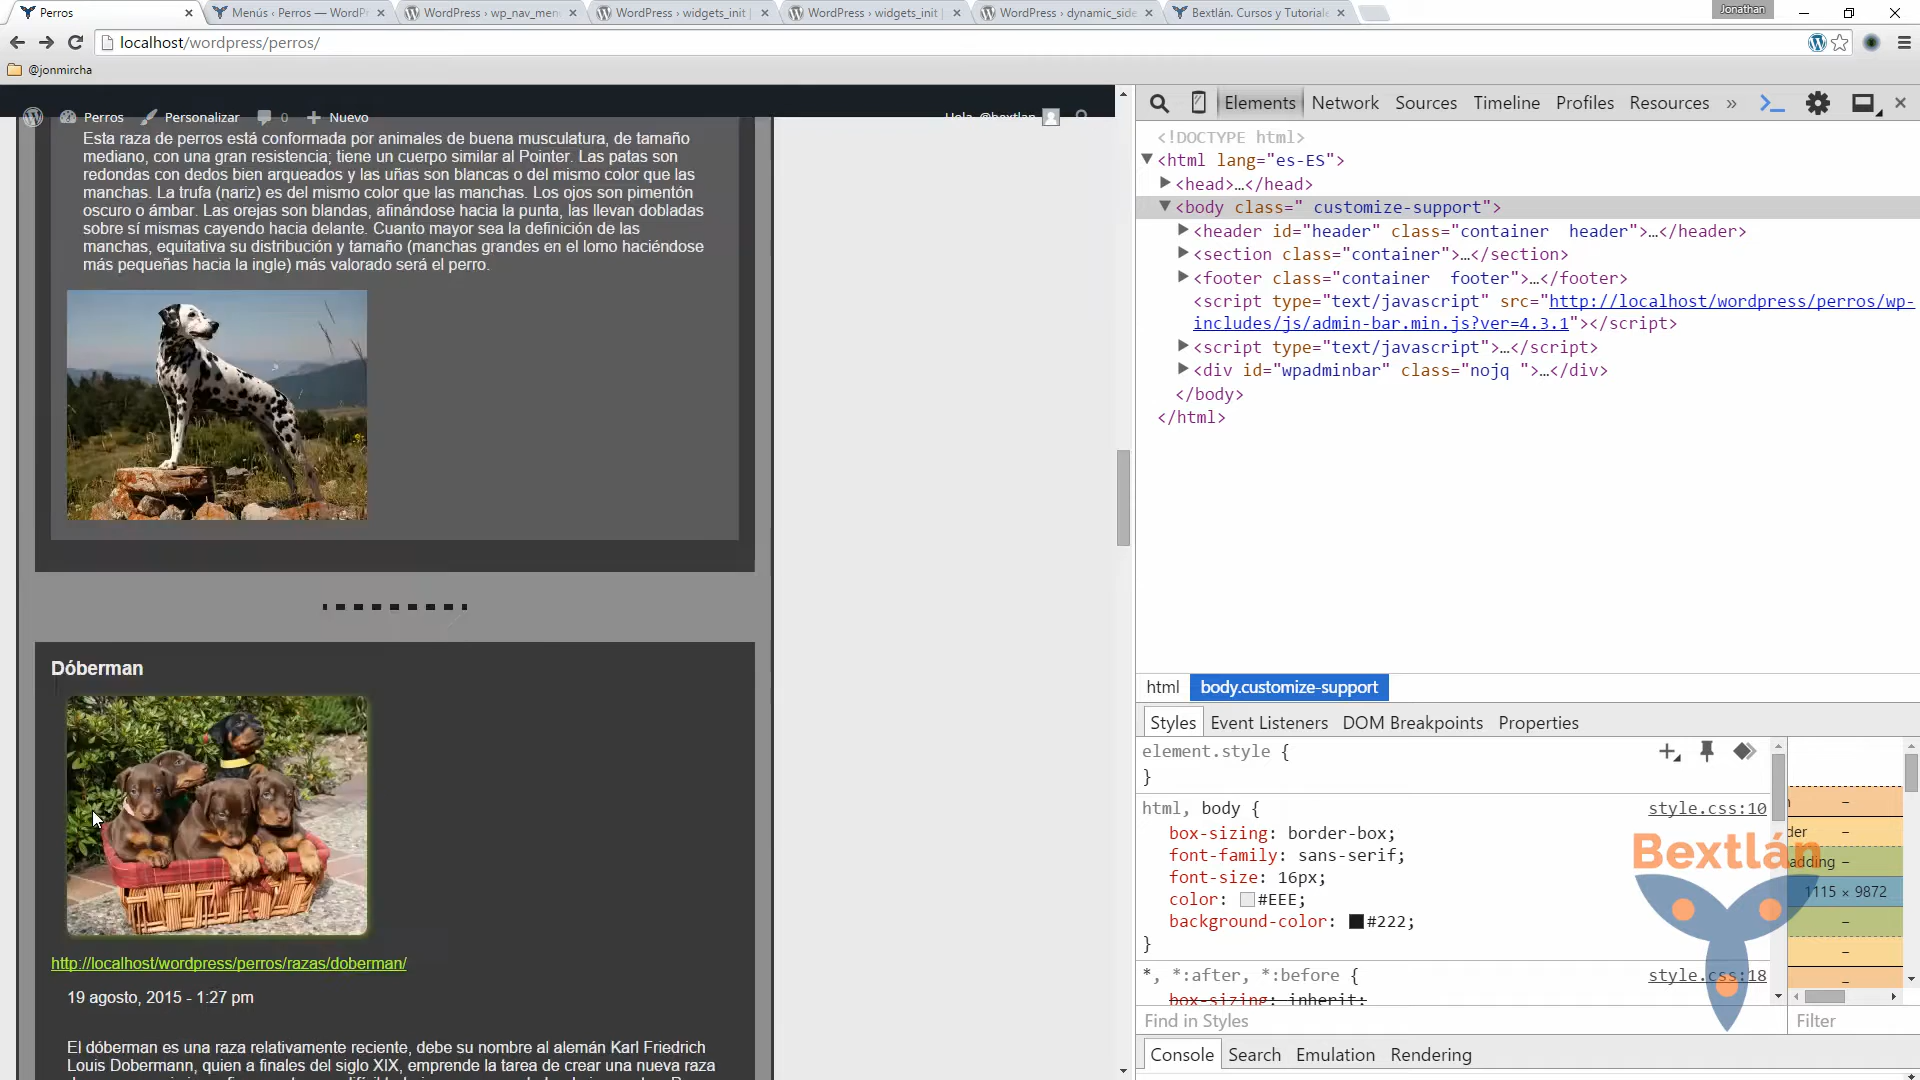 Perros
Menús ‹ Perros — WordPr
WordPress › wp_nav_men
WordPress › widgets_init |
WordPress › widgets_init |
WordPress › dynamic_side
Bextlán. Cursos y Tutoriale
Jonathan
localhost/wordpress/perros/
@jonmircha
Perros
Personalizar
0
Nuevo
Hola, @bextlan
Esta raza de perros está conformada por animales de buena musculatura, de tamaño
mediano, con una gran resistencia; tiene un cuerpo similar al Pointer. Las patas son
redondas con dedos bien arqueados y las uñas son blancas o del mismo color que las
manchas. La trufa (nariz) es del mismo color que las manchas. Los ojos son pimentón
oscuro o ámbar. Las orejas son blandas, afinándose hacia la punta, las llevan dobladas
sobre sí mismas cayendo hacia delante. Cuanto mayor sea la definición de las
manchas, equitativa su distribución y tamaño (manchas grandes en el lomo haciéndose
más pequeñas hacia la ingle) más valorado será el perro.
Dóberman
http://localhost/wordpress/perros/razas/doberman/
19 agosto, 2015 - 1:27 pm
El dóberman es una raza relativamente reciente, debe su nombre al alemán Karl Friedrich
Louis Dobermann, quien a finales del siglo XIX, emprende la tarea de crear una nueva raza
Elements Network Sources Timeline Profiles Resources »
<!DOCTYPE html>
<html lang="es-ES">
<head>…</head>
<body class=" customize-support">
<header id="header" class="container  header">…</header>
<section class="container">…</section>
<footer class="container  footer">…</footer>
<script type="text/javascript" src="http://localhost/wordpress/perros/wp-
includes/js/admin-bar.min.js?ver=4.3.1"></script>
<script type="text/javascript">…</script>
<div id="wpadminbar" class="nojq ">…</div>
</body>
</html>
html body.customize-support
Styles Event Listeners DOM Breakpoints Properties
element.style {
}
html, body { style.css:10
box-sizing: border-box;
font-family: sans-serif;
font-size: 16px;
color: #EEE;
background-color: #222;
}
*, *:after, *:before { style.css:18
box-sizing: inherit;
Find in Styles
der
adding –
1115 × 9872
Filter
Bextlán
Console Search Emulation Rendering